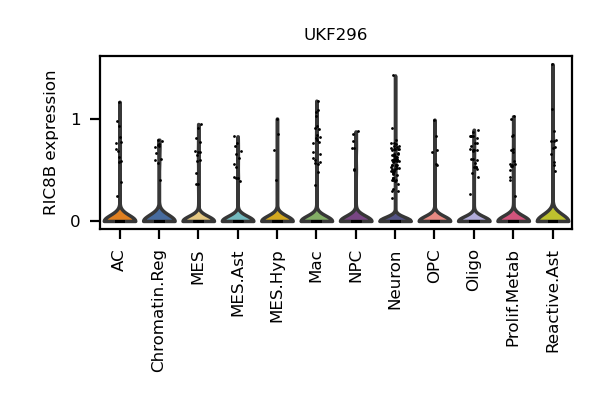 UKF296
RIC8B expression
1
0
AC
Chromatin.Reg
MES
MES.Ast
MES.Hyp
Mac
NPC
Neuron
OPC
Oligo
Prolif.Metab
Reactive.Ast